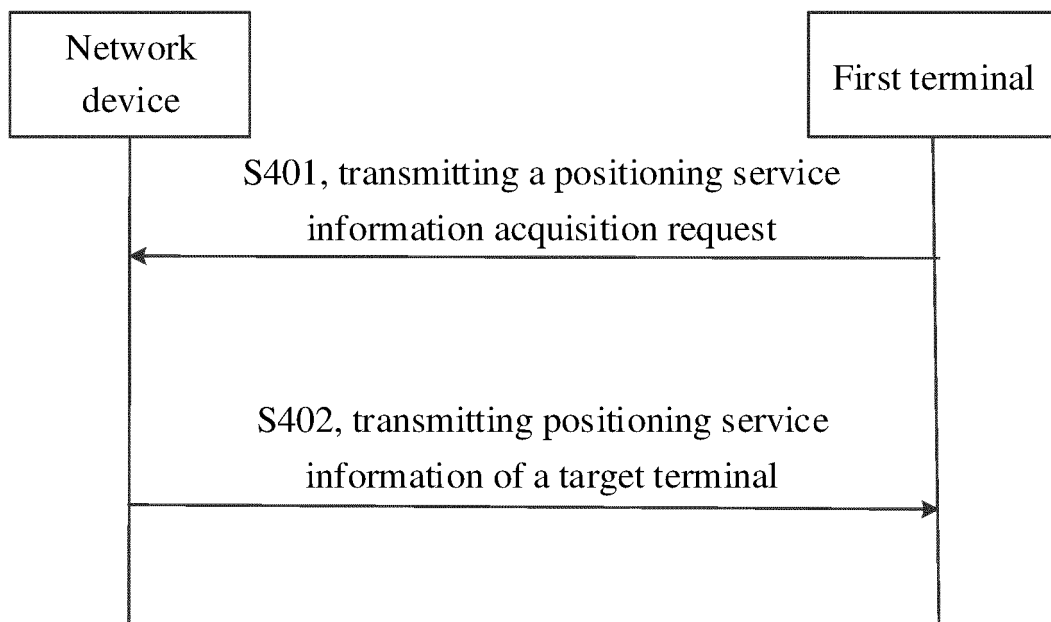 Network
device
First terminal
S401, transmitting a positioning service
information acquisition request
S402, transmitting positioning service
information of a target terminal